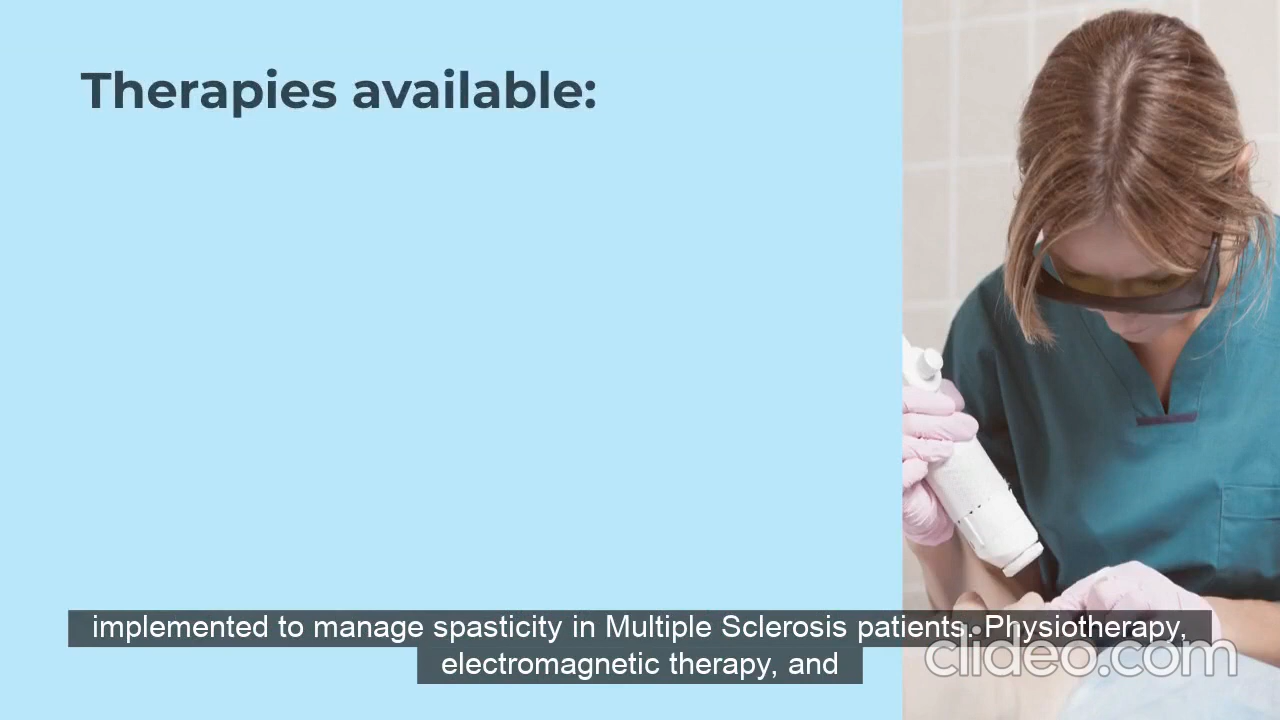 Therapies available:
implemented to manage spasticity in Multiple Sclerosis patients. Physiotherapy,
electromagnetic therapy, and
clideo.com